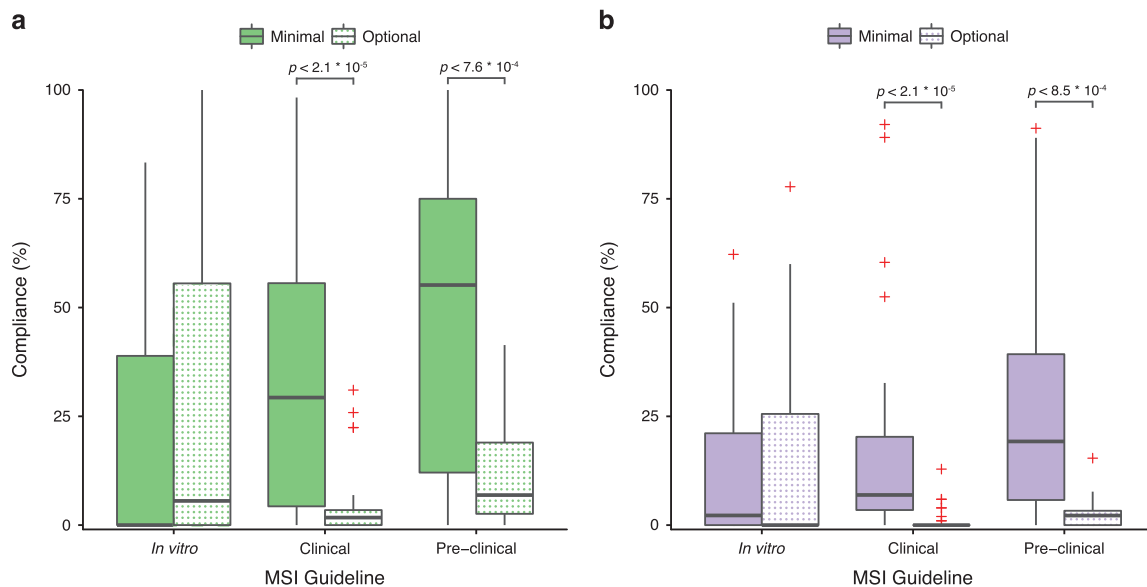 a
Minimal Optional
p < 2.1 * 10-5
p < 7.6 * 10-4
100
75
50
25
0
Compliance (%)
In vitro Clinical Pre−clinical
MSI Guideline
b
Minimal Optional
p < 2.1 * 10-5
p < 8.5 * 10-4
100
75
50
25
0
Compliance (%)
In vitro Clinical Pre−clinical
MSI Guideline